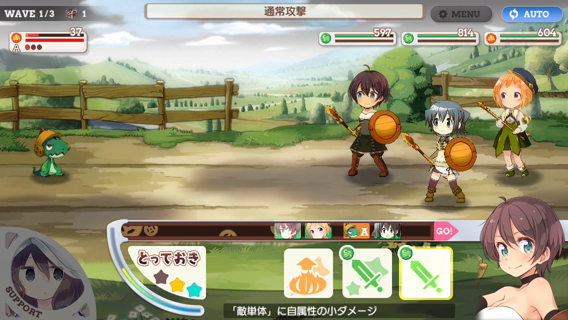 WAVE 1/3 1
通常攻撃
MENU
AUTO
37
A
597
814
604
GO!
A
とっておき
SUPPORT
「敵単体」に自属性の小ダメージ